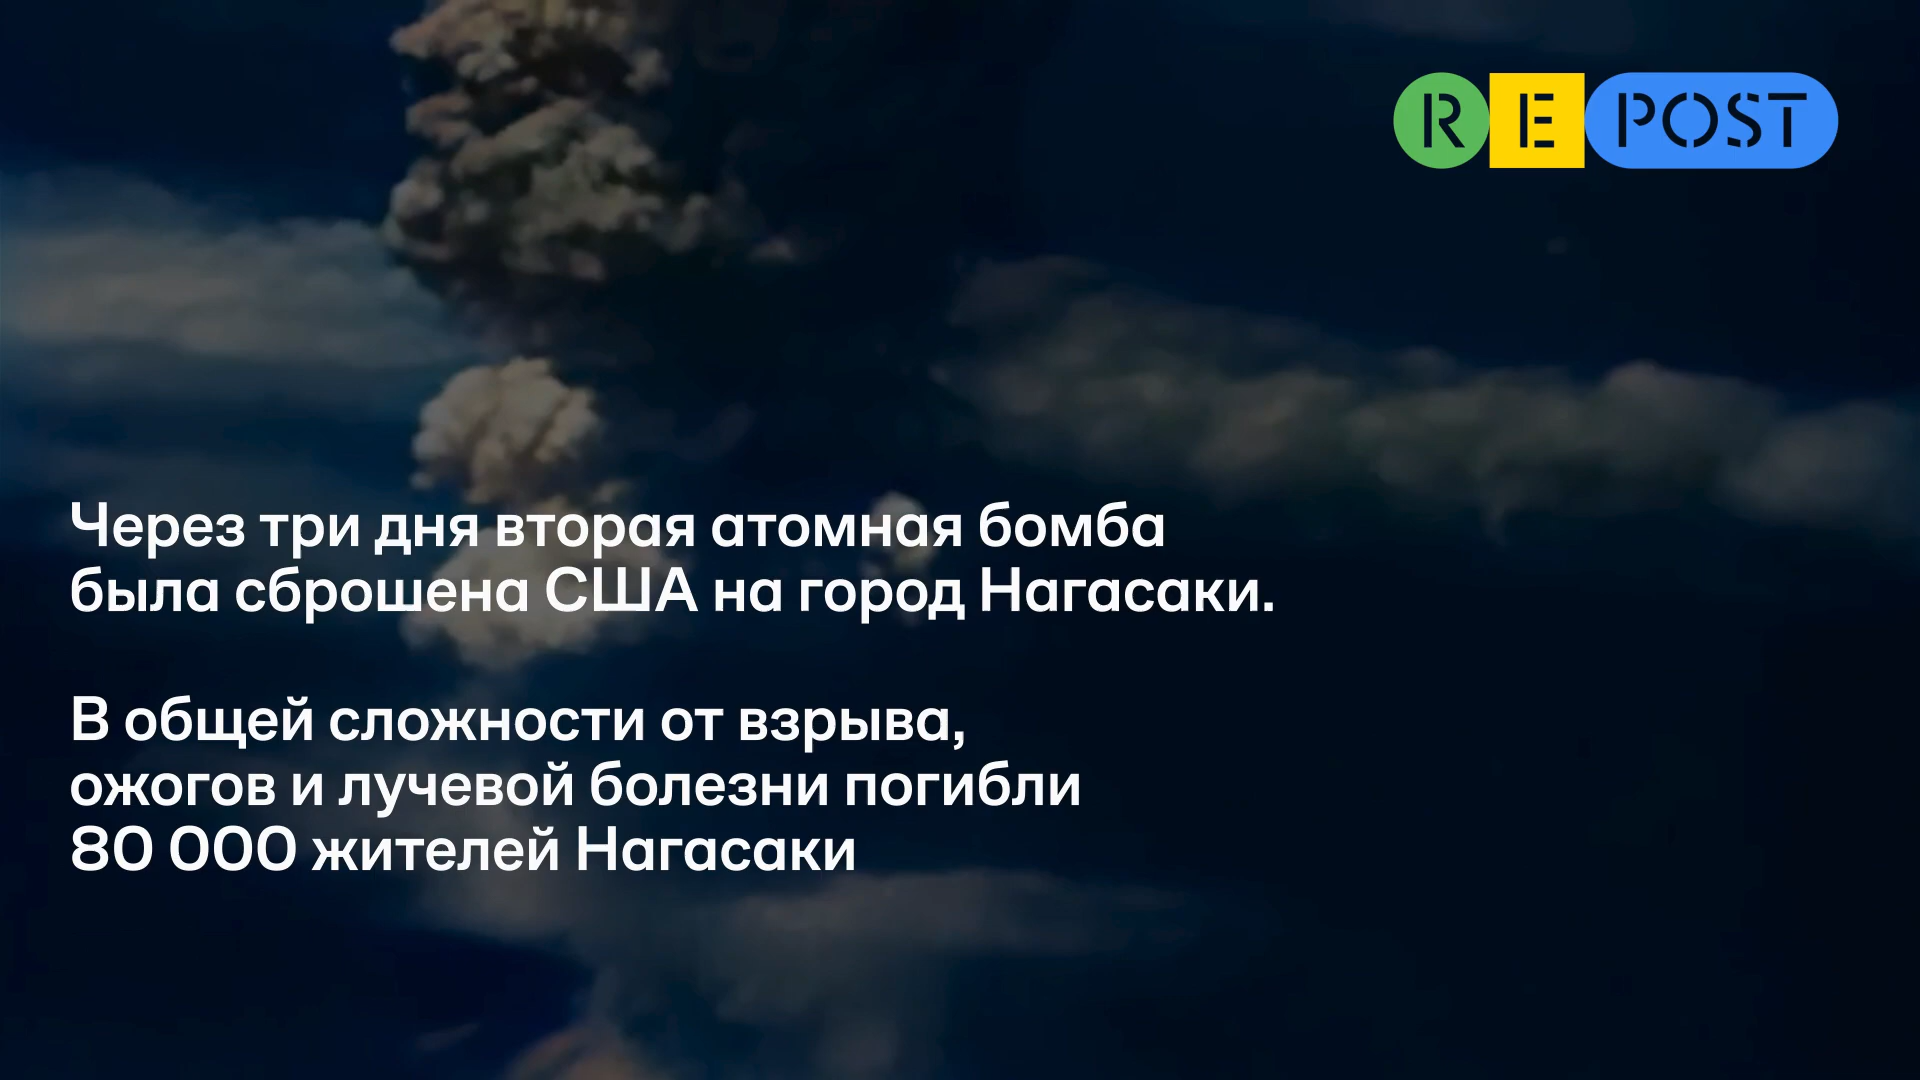 REPOST
Через три дня вторая атомная бомба
была сброшена США на город Нагасаки.
В общей сложности от взрыва,
ожогов и лучевой болезни погибли
80 000 жителей Нагасаки